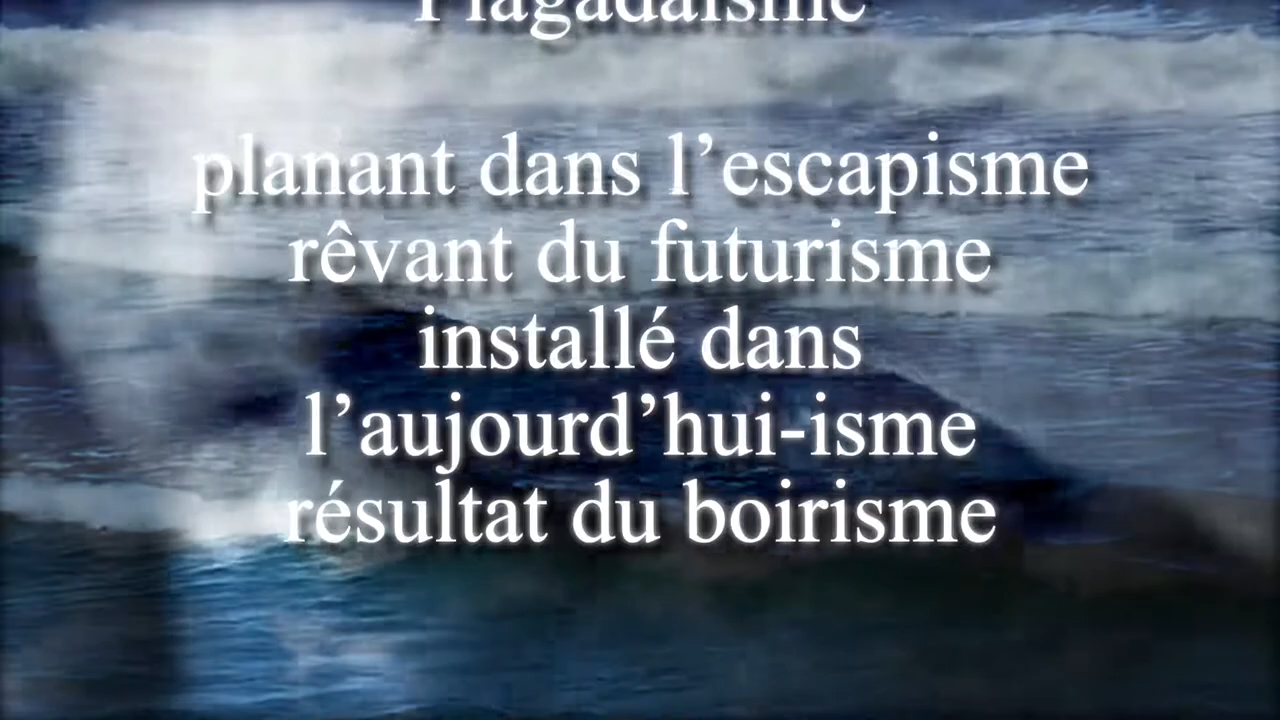 planant dans l’escapisme
rêvant du futurisme
installé dans
l’aujourd’hui-isme
résultat du boirisme